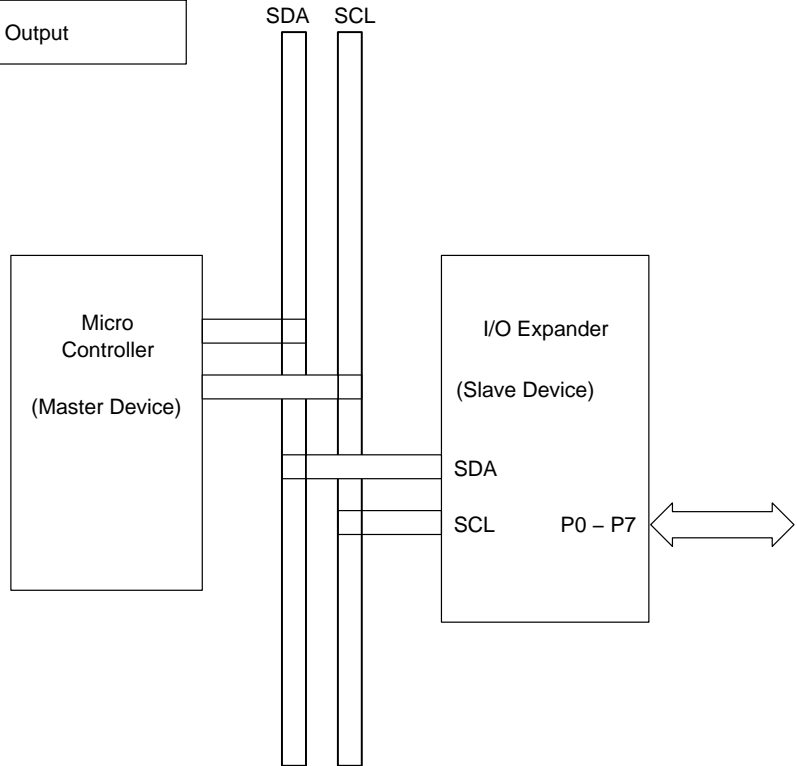 Output
SDA SCL
Micro
Controller
(Master Device)
I/O Expander
(Slave Device)
SDA
SCL P0 – P7